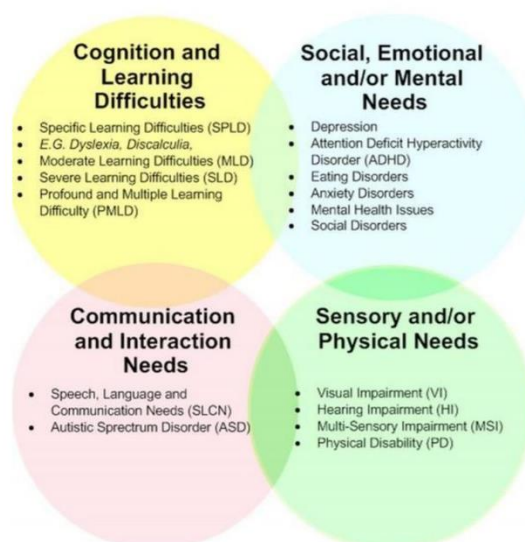 Cognition and
Learning
Difficulties
• Specific Learning Difficulties (SPLD)
• E.G. Dyslexia, Discalculia,
• Moderate Learning Difficulties (MLD)
• Severe Learning Difficulties (SLD)
• Profound and Multiple Learning
Difficulty (PMLD)
Social, Emotional
and/or Mental
Needs
• Depression
• Attention Deficit Hyperactivity
Disorder (ADHD)
• Eating Disorders
• Anxiety Disorders
• Mental Health Issues
• Social Disorders
Communication
and Interaction
Needs
• Speech, Language and
Communication Needs (SLCN)
• Autistic Sprectrum Disorder (ASD)
Sensory and/or
Physical Needs
• Visual Impairment (VI)
• Hearing Impairment (HI)
• Multi-Sensory Impairment (MSI)
• Physical Disability (PD)